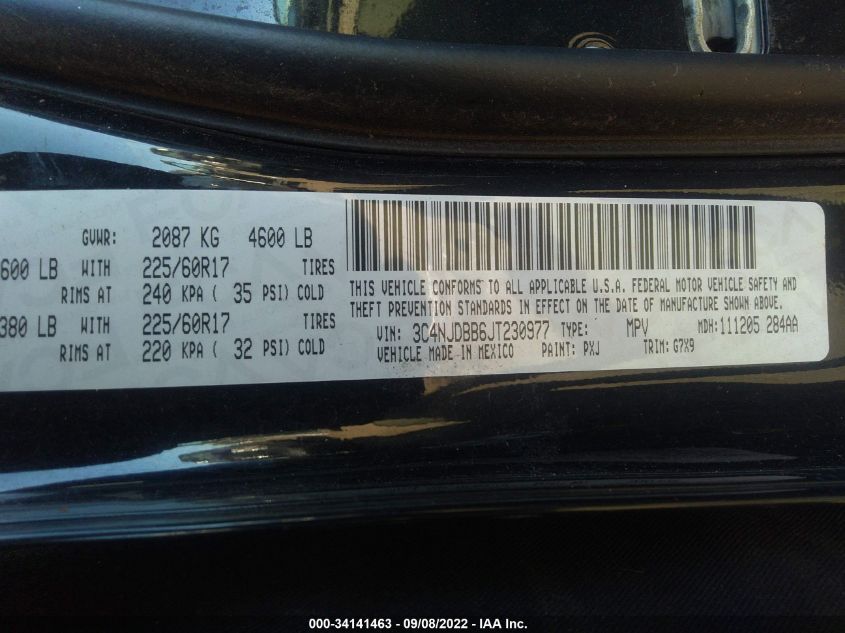 GVWR: 2087 KG 4600 LB
600 LB WITH 225/60R17 TIRES
RIMS AT 240 KPA ( 35 PSI) COLD
380 LB WITH 225/60R17 TIRES
RIMS AT 220 KPA ( 32 PSI) COLD
THIS VEHICLE CONFORMS TO ALL APPLICABLE U.S.A. FEDERAL MOTOR VEHICLE SAFETY AND
THEFT PREVENTION STANDARDS IN EFFECT ON THE DATE OF MANUFACTURE SHOWN ABOVE.
VIN: 3C4NJDBB6JT230977 TYPE: MPV MDH: 111205 284AA
VEHICLE MADE IN MEXICO PAINT: PXJ TRIM: G7X9
000-34141463 - 09/08/2022 - IAA Inc.